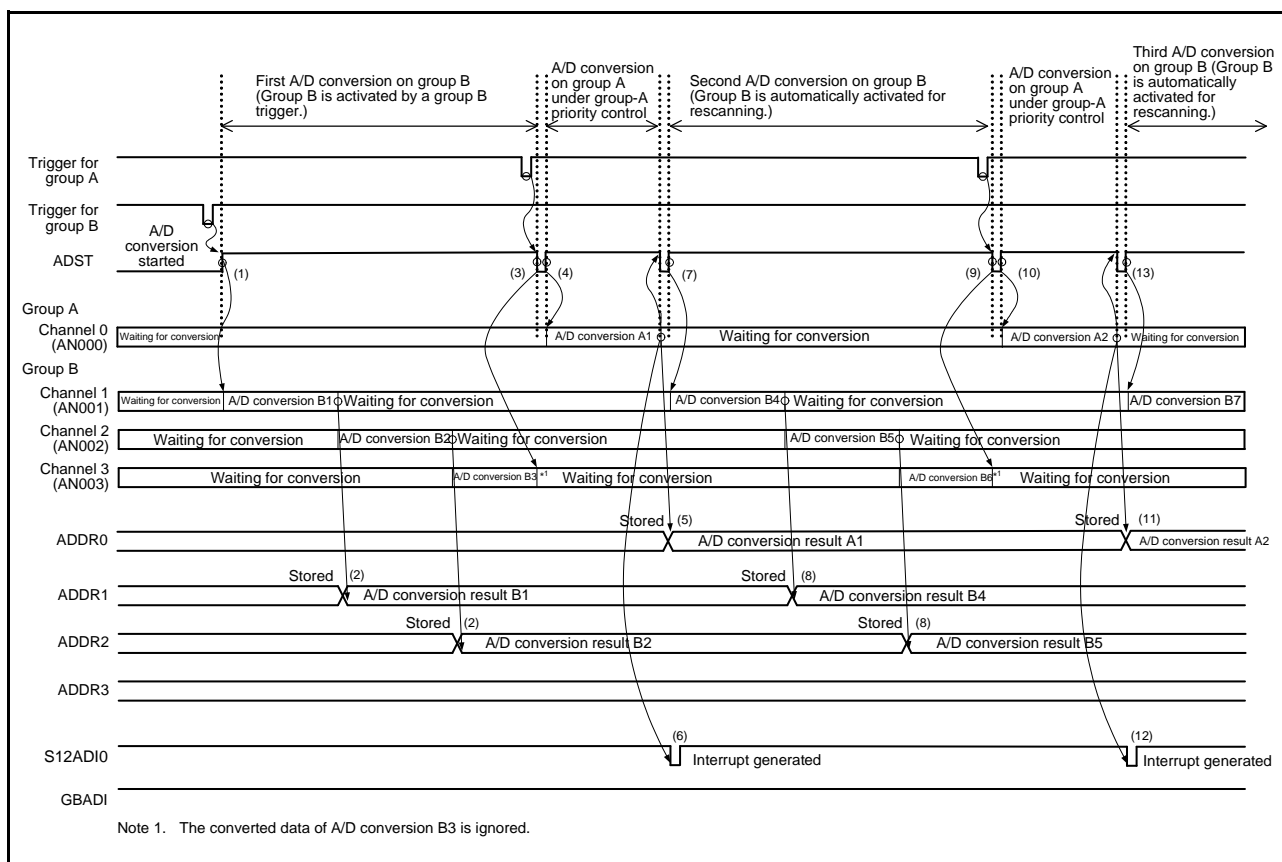 First A/D conversion on group B
(Group B is activated by a group B
trigger.)
A/D conversion
on group A
under group-A
priority control
Second A/D conversion on group B
(Group B is automatically activated for
rescanning.)
A/D conversion
on group A
under group-A
priority control
Third A/D conversion
on group B (Group B
is automatically
activated for
rescanning.)
Trigger for
group A
Trigger for
group B
A/D
conversion
started
ADST
(1)
(3)
(4)
(7)
(9)
(10)
(13)
Group A
Channel 0
(AN000)
Waiting for conversion
A/D conversion A1
Waiting for conversion
A/D conversion A2
Waiting for conversion
Group B
Channel 1
(AN001)
Waiting for conversion
A/D conversion B1
Waiting for conversion
A/D conversion B4
Waiting for conversion
A/D conversion B7
Channel 2
(AN002)
Waiting for conversion
A/D conversion B2
Waiting for conversion
A/D conversion B5
Waiting for conversion
Channel 3
(AN003)
Waiting for conversion
A/D conversion B3 *1
Waiting for conversion
A/D conversion B6 *1
Waiting for conversion
ADDR0
Stored (5)
A/D conversion result A1
Stored (11)
A/D conversion result A2
ADDR1
Stored (2)
A/D conversion result B1
Stored (8)
A/D conversion result B4
ADDR2
Stored (2)
A/D conversion result B2
Stored (8)
A/D conversion result B5
ADDR3
S12ADI0
(6)
Interrupt generated
(12)
Interrupt generated
GBADI
Note 1. The converted data of A/D conversion B3 is ignored.